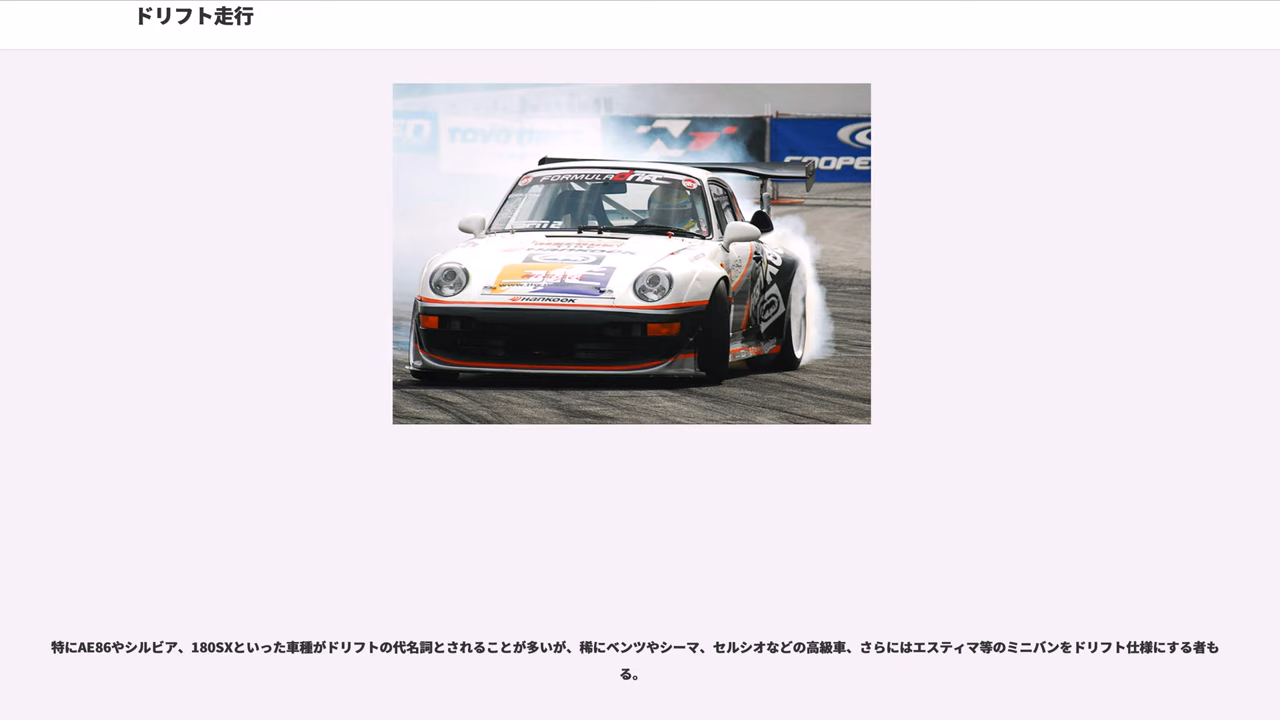 ドリフト走行
FORMULA DRIFT
HANKOOK
COOPE
特にAE86やシルビア、180SXといった車種がドリフトの代名詞とされることが多いが、稀にベンツやシーマ、セルシオなどの高級車、さらにはエスティマ等のミニバンをドリフト仕様にする者も
る。